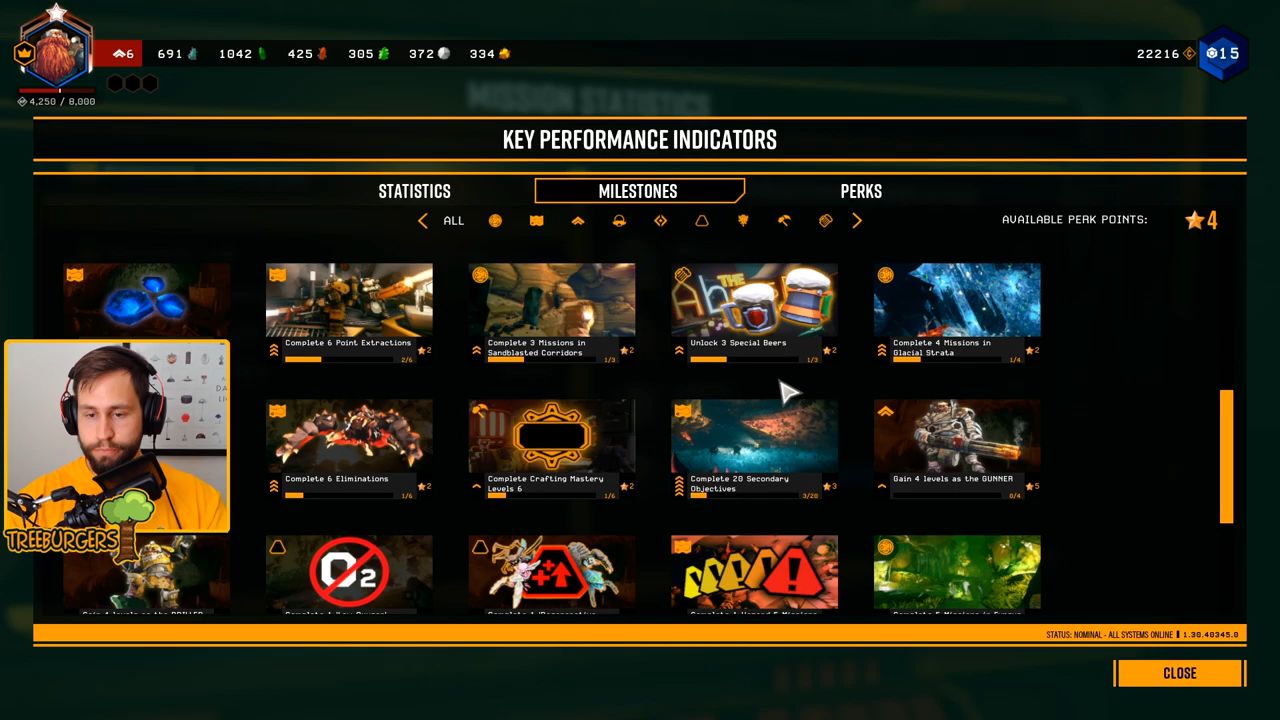 6 691 1042 425 305 372 334 22216 15
4,250 / 8,000
MISSION STATISTICS
KEY PERFORMANCE INDICATORS
STATISTICS MILESTONES PERKS
ALL AVAILABLE PERK POINTS: 4
THE
Ab
Complete 6 Point Extractions 2
2/6
Complete 3 Missions in
Sandblasted Corridors 2
1/3
Unlock 3 Special Beers 2
1/3
Complete 4 Missions in
Glacial Strata 2
1/4
Complete 6 Eliminations 2
1/6
Complete Crafting Mastery
Levels 6 2
1/6
Complete 20 Secondary
Objectives 3
3/20
Gain 4 levels as the GUNNER 5
0/4
TREEBURGERS
O2
STATUS: NOMINAL - ALL SYSTEMS ONLINE 1.30.40345.0
CLOSE